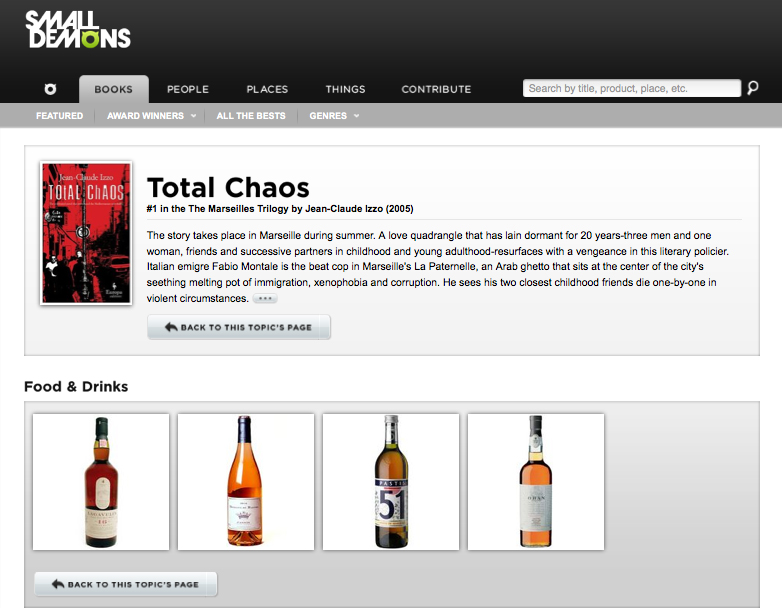 SMALL
DEMONS
BOOKS PEOPLE PLACES THINGS CONTRIBUTE Search by title, product, place, etc.
FEATURED AWARD WINNERS ALL THE BESTS GENRES
Jean-Claude Izzo
TOTAL CHAOS
Total Chaos
#1 in the The Marseilles Trilogy by Jean-Claude Izzo (2005)
The story takes place in Marseille during summer. A love quadrangle that has lain dormant for 20 years-three men and one
woman, friends and successive partners in childhood and young adulthood-resurfaces with a vengeance in this literary policier.
Italian emigre Fabio Montale is the beat cop in Marseille's La Paternelle, an Arab ghetto that sits at the center of the city's
seething melting pot of immigration, xenophobia and corruption. He sees his two closest childhood friends die one-by-one in
violent circumstances.
BACK TO THIS TOPIC'S PAGE
Food & Drinks
LAGAVULIN
16
PASTIS
51
OBAN
BACK TO THIS TOPIC'S PAGE